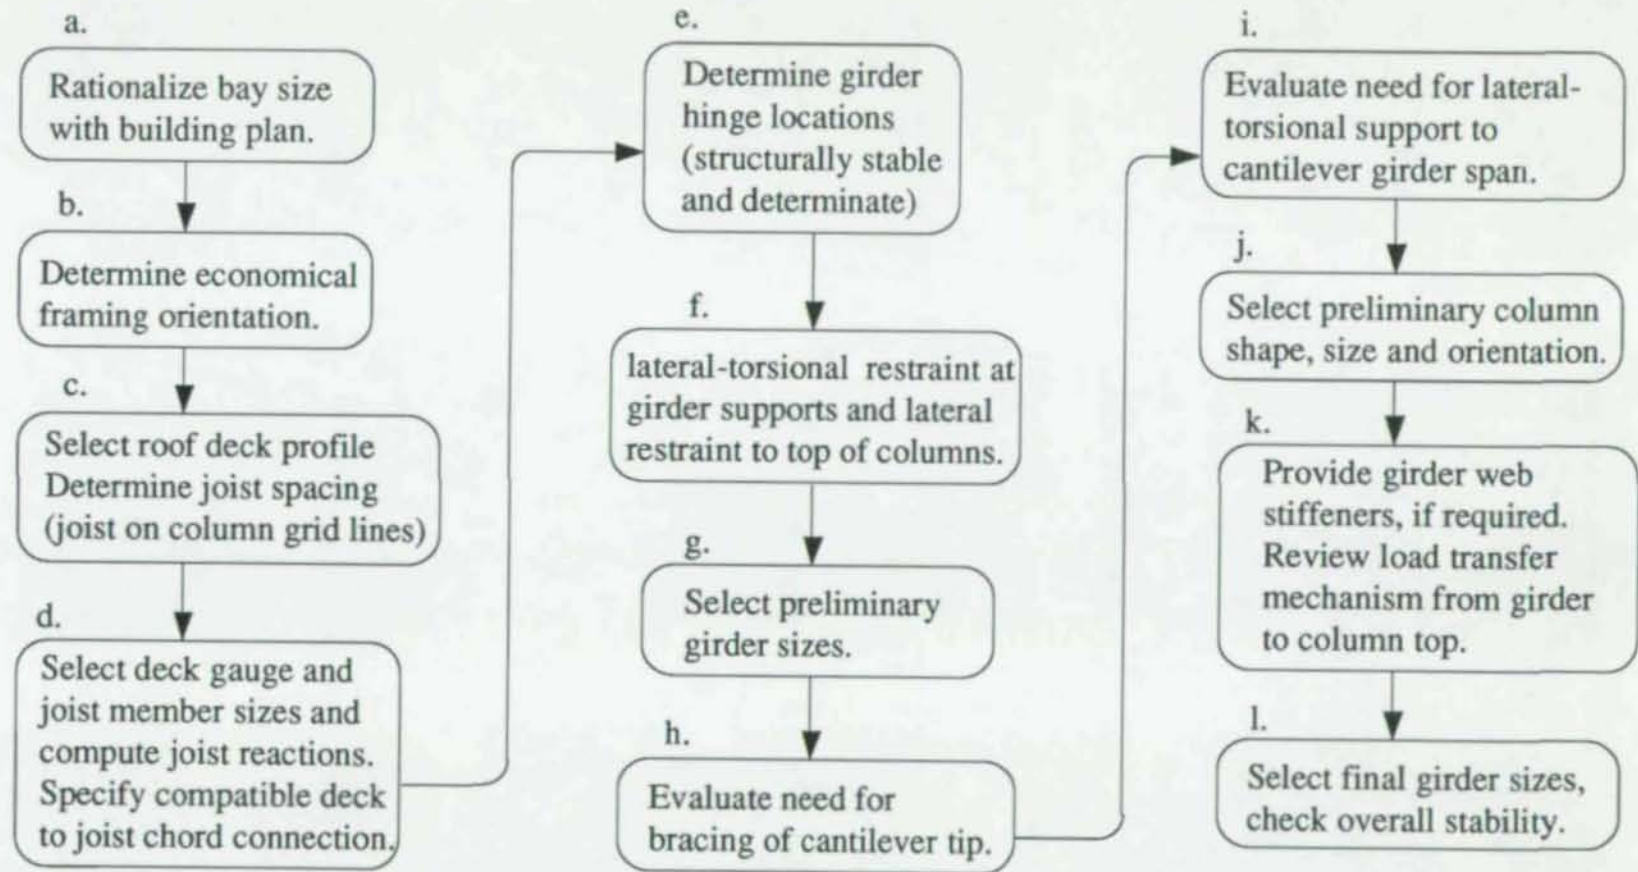 a.
Rationalize bay size
with building plan.
b.
Determine economical
framing orientation.
c.
Select roof deck profile
Determine joist spacing
(joist on column grid lines)
d.
Select deck gauge and
joist member sizes and
compute joist reactions.
Specify compatible deck
to joist chord connection.
e.
Determine girder
hinge locations
(structurally stable
and determinate)
f.
lateral-torsional restraint at
girder supports and lateral
restraint to top of columns.
g.
Select preliminary
girder sizes.
h.
Evaluate need for
bracing of cantilever tip.
i.
Evaluate need for lateral-
torsional support to
cantilever girder span.
j.
Select preliminary column
shape, size and orientation.
k.
Provide girder web
stiffeners, if required.
Review load transfer
mechanism from girder
to column top.
l.
Select final girder sizes,
check overall stability.